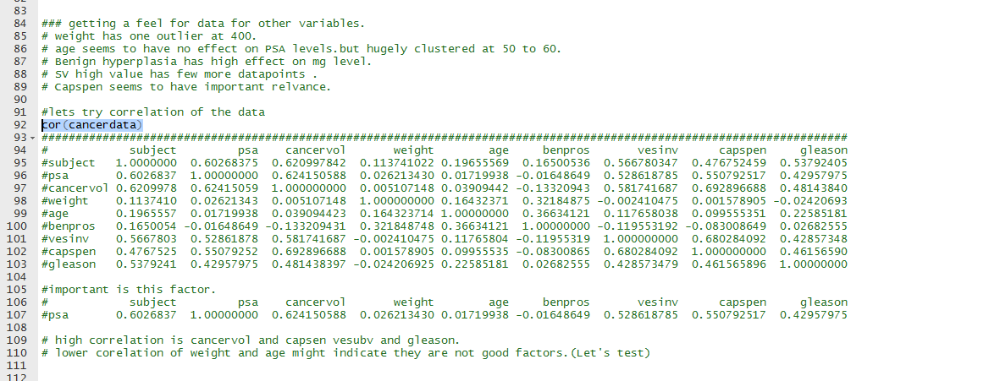 83
84 ### getting a feel for data for other variables.
85 # weight has one outlier at 400.
86 # age seems to have no effect on PSA levels.but hugely clustered at 50 to 60.
87 # Benign hyperplasia has high effect on mg level.
88 # SV high value has few more datapoints .
89 # Capspen seems to have important relvance.
90
91 #lets try correlation of the data
92 cor(cancerdata)
93 #######################################################################################################################
94 # subject psa cancervol weight age benpros vesinv capspen gleason
95 #subject 1.0000000 0.60268375 0.620997842 0.113741022 0.19655569 0.16500536 0.566780347 0.476752459 0.53792405
96 #psa 0.6026837 1.00000000 0.624150588 0.026213430 0.01719938 -0.01648649 0.528618785 0.550792517 0.42957975
97 #cancervol 0.6209978 0.62415059 1.000000000 0.005107148 0.03909442 -0.13320943 0.581741687 0.692896688 0.48143840
98 #weight 0.1137410 0.02621343 0.005107148 1.000000000 0.16432371 0.32184875 -0.002410475 0.001578905 -0.02420693
99 #age 0.1965557 0.01719938 0.039094423 0.164323714 1.00000000 0.36634121 0.117658038 0.099555351 0.22585181
100 #benpros 0.1650054 -0.01648649 -0.133209431 0.321848748 0.36634121 1.00000000 -0.119553192 -0.083008649 0.02682555
101 #vesinv 0.5667803 0.52861878 0.581741687 -0.002410475 0.11765804 -0.11955319 1.000000000 0.680284092 0.42857348
102 #capspen 0.4767525 0.55079252 0.692896688 0.001578905 0.09955535 -0.08300865 0.680284092 1.000000000 0.46156590
103 #gleason 0.5379241 0.42957975 0.481438397 -0.024206925 0.22585181 0.02682555 0.428573479 0.461565896 1.00000000
104
105 #important is this factor.
106 # subject psa cancervol weight age benpros vesinv capspen gleason
107 #psa 0.6026837 1.00000000 0.624150588 0.026213430 0.01719938 -0.01648649 0.528618785 0.550792517 0.42957975
108
109 # high correlation is cancervol and capsen vesubv and gleason.
110 # lower corelation of weight and age might indicate they are not good factors.(Let's test)
111
112